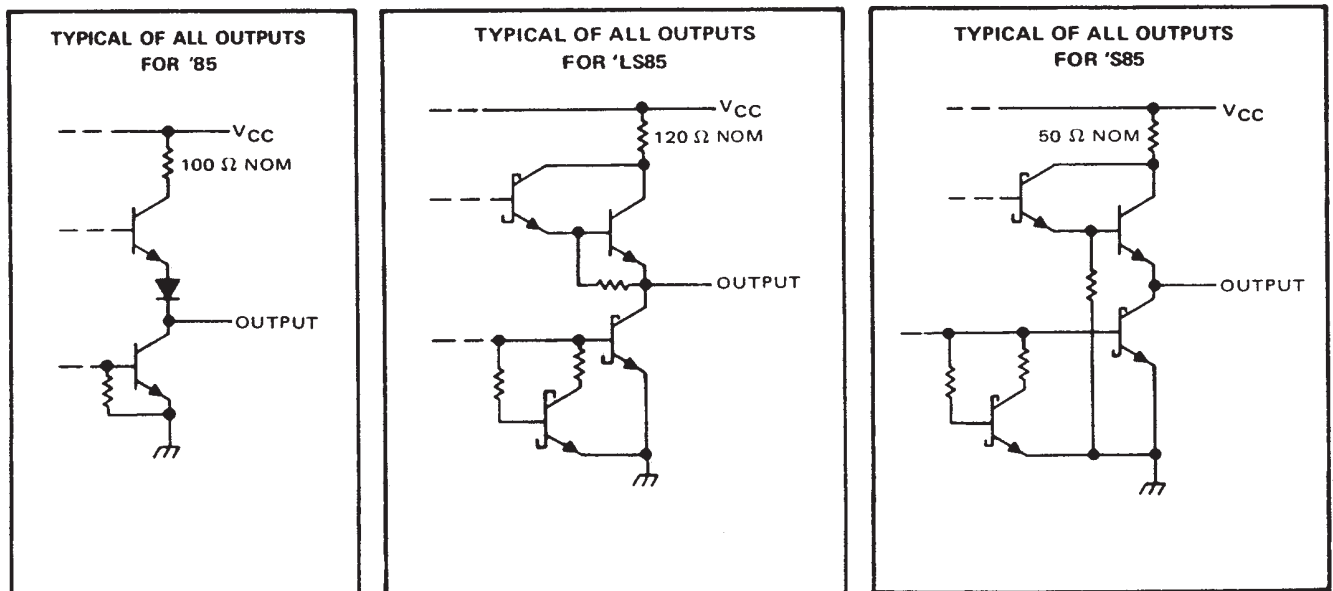 TYPICAL OF ALL OUTPUTS
FOR '85
VCC
100 Ω NOM
OUTPUT
TYPICAL OF ALL OUTPUTS
FOR 'LS85
VCC
120 Ω NOM
OUTPUT
TYPICAL OF ALL OUTPUTS
FOR 'S85
VCC
50 Ω NOM
OUTPUT